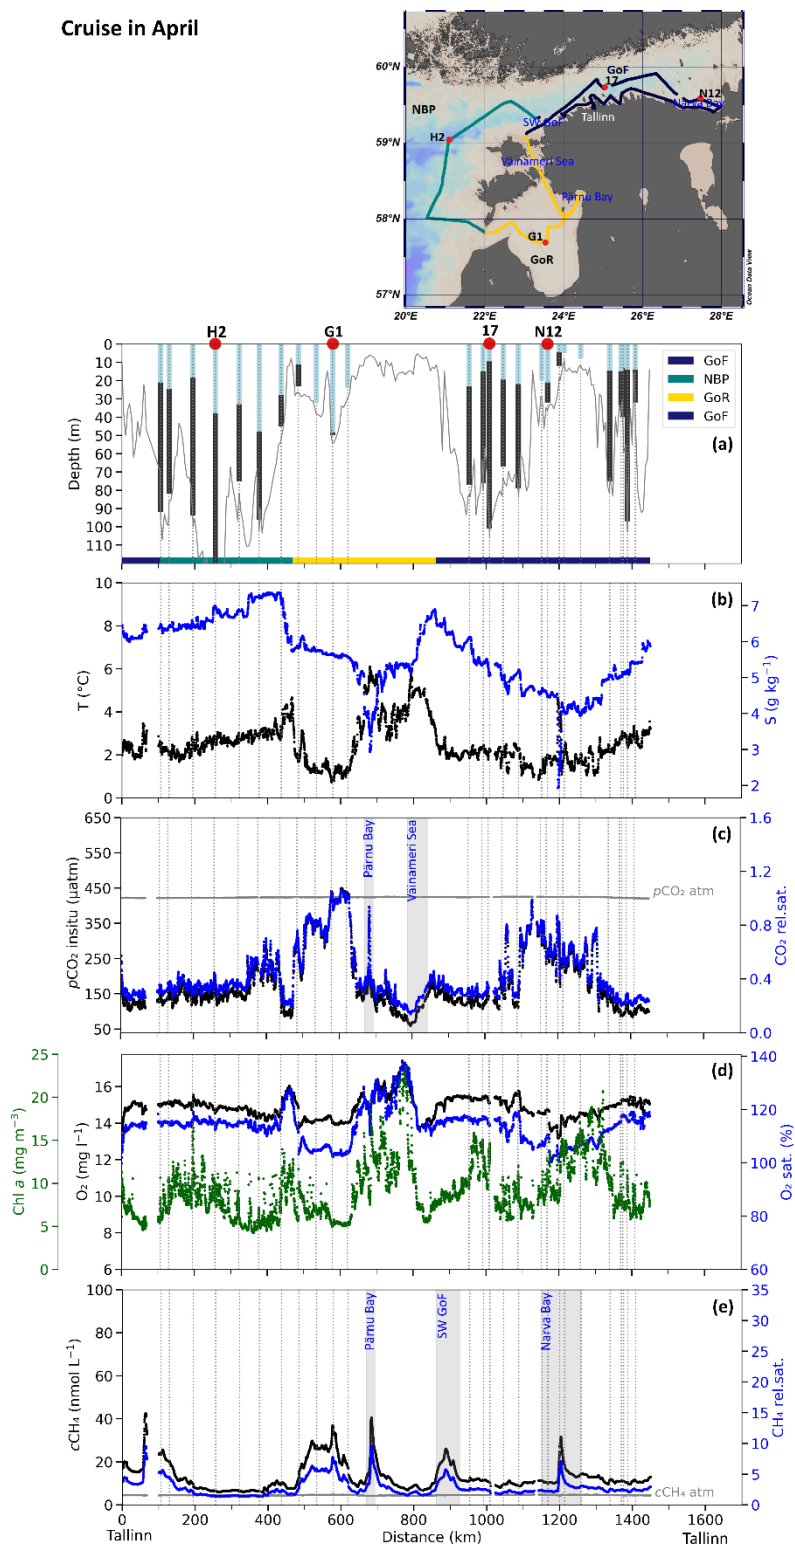 Cruise in April
60°N
59°N
58°N
57°N
20°E
22°E
24°E
26°E
28°E
GoF
17
N12
Narva Bay
NBP
SW GoF
Tallinn
H2
Väinameri Sea
Pärnu Bay
G1
GoR
Ocean Data View
H2
G1
17
N12
0
10
20
30
40
50
60
70
80
90
100
110
Depth (m)
GoF
NBP
GoR
GoF
(a)
10
8
6
4
2
0
T (°C)
(b)
7
6
5
4
3
2
S (g kg⁻¹)
650
550
450
350
250
150
50
pCO₂ insitu (µatm)
Pärnu Bay
Väinameri Sea
(c)
pCO₂ atm
1.6
1.2
0.8
0.4
0.0
CO₂ rel.sat.
25
20
15
10
5
0
Chl a (mg m⁻³)
16
14
12
10
8
6
O₂ (mg l⁻¹)
(d)
140
120
100
80
60
O₂ sat. (%)
100
80
60
40
20
0
cCH₄ (nmol L⁻¹)
Pärnu Bay
SW GoF
Narva Bay
(e)
cCH₄ atm
35
30
25
20
15
10
5
0
CH₄ rel.sat.
0
200
400
600
800
1000
1200
1400
1600
Tallinn
Distance (km)
Tallinn